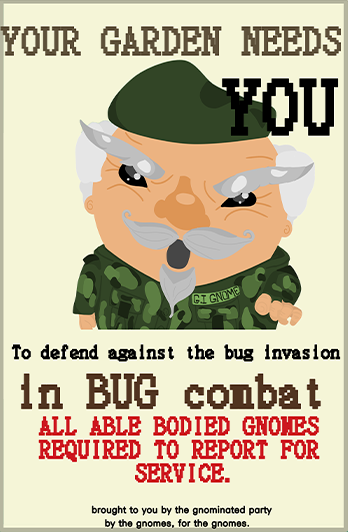 YOUR GARDEN NEEDS
YOU
GI GNOME
To defend against the bug invasion
in BUG combat
ALL ABLE BODIED GNOMES
REQUIRED TO REPORT FOR
SERVICE.
brought to you by the gnominated party
by the gnomes, for the gnomes.